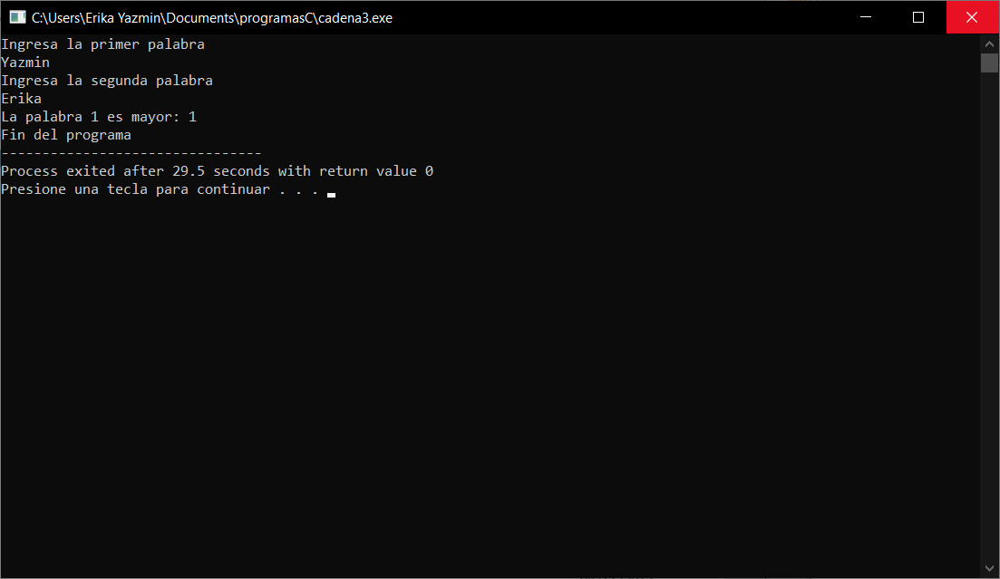 C:\Users\Erika Yazmin\Documents\programasC\cadena3.exe
Ingresa la primer palabra
Yazmin
Ingresa la segunda palabra
Erika
La palabra 1 es mayor: 1
Fin del programa
--------------------------------
Process exited after 29.5 seconds with return value 0
Presione una tecla para continuar . . .